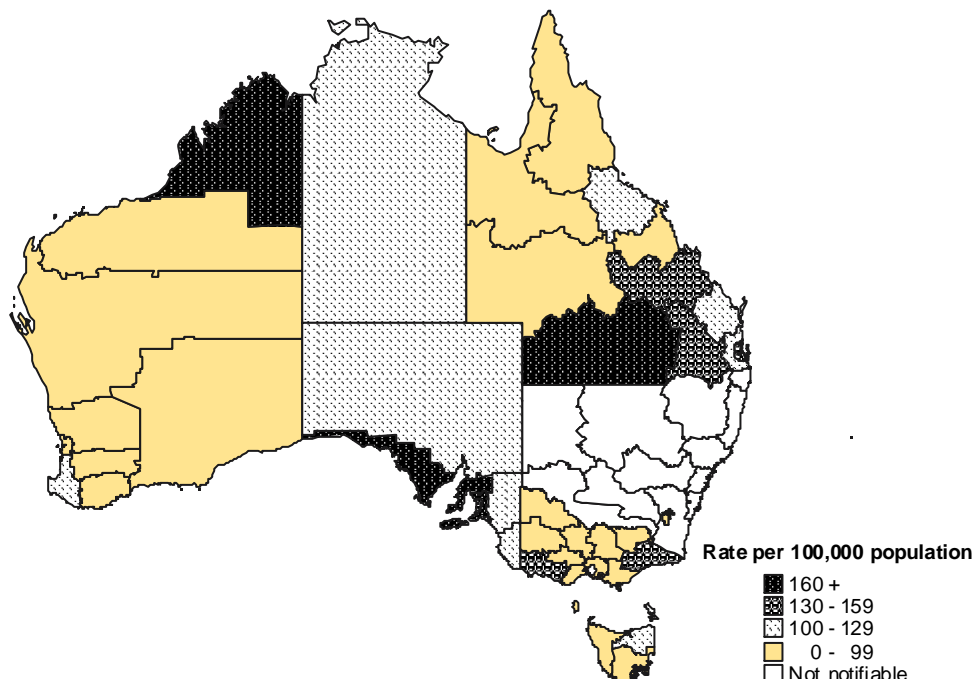 Rate per 100,000 population
160 +
130 - 159
100 - 129
0 - 99
Not notifiable